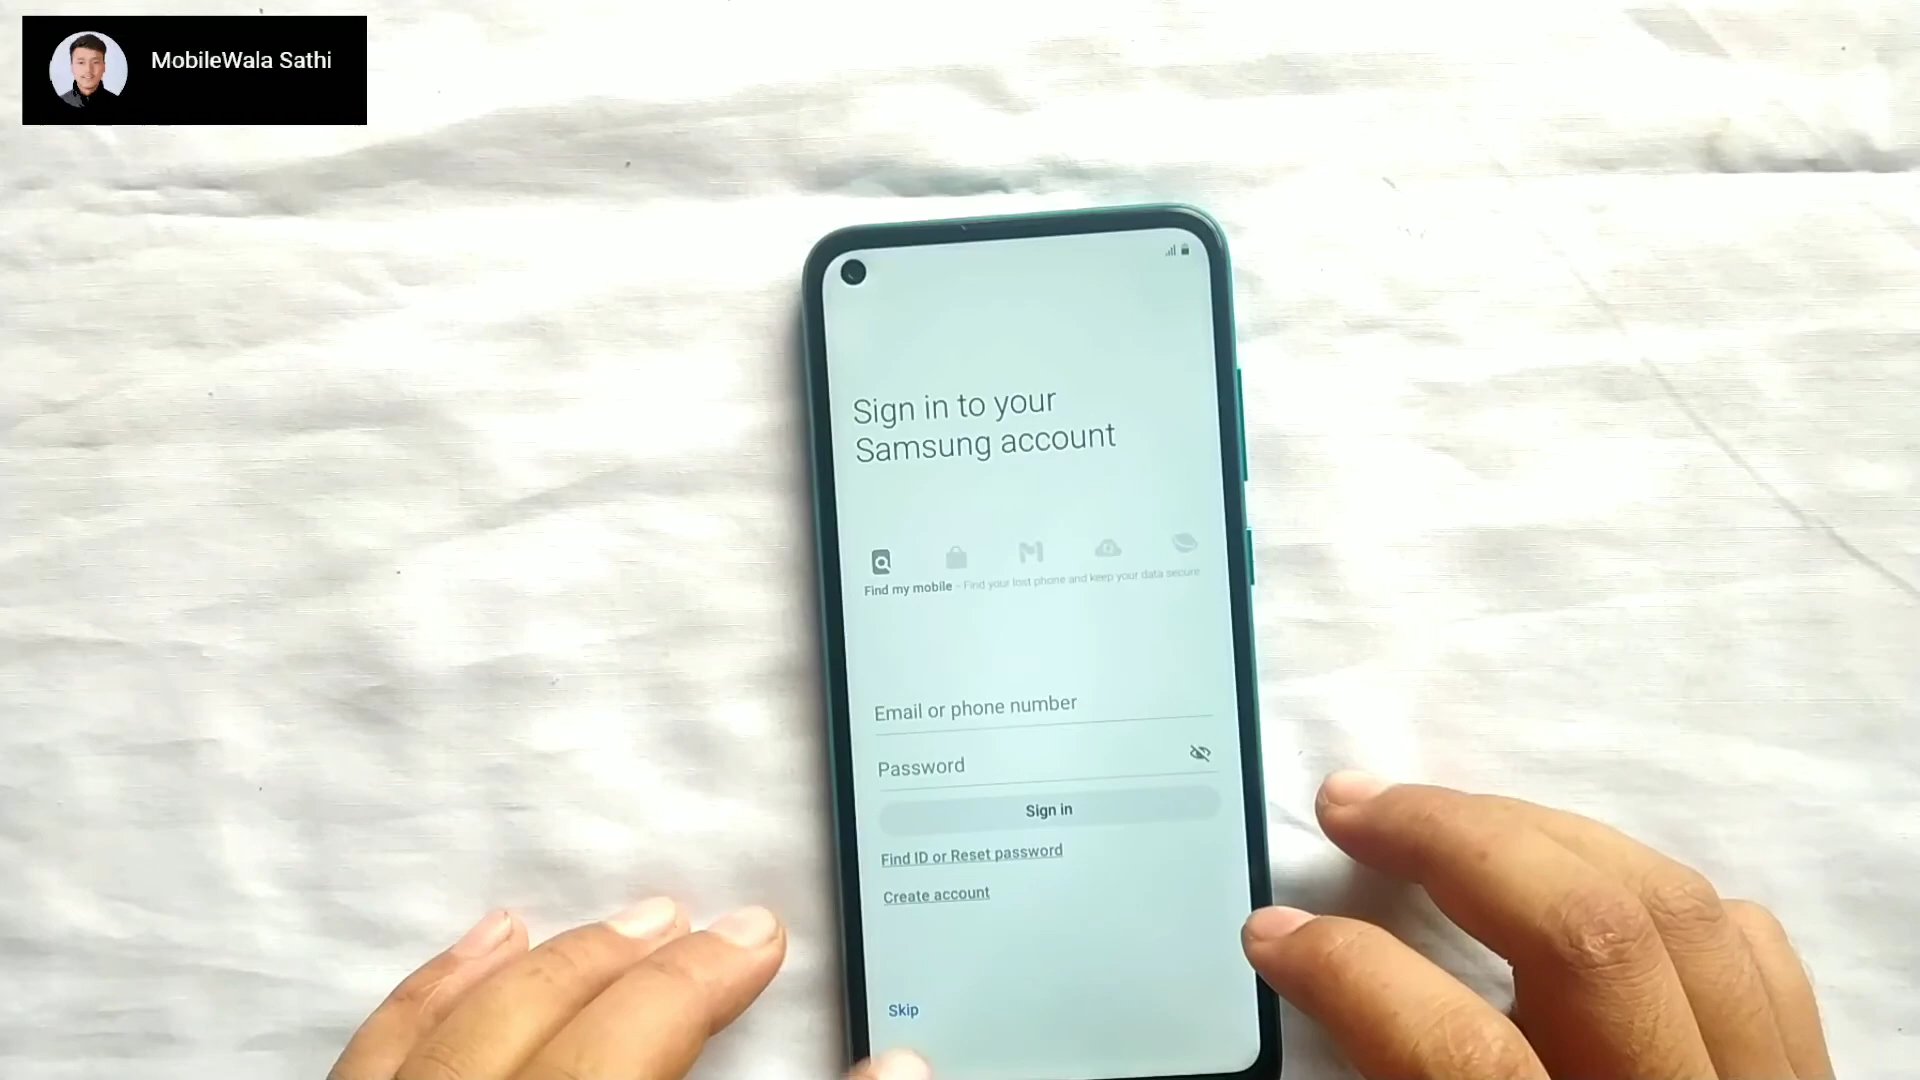 MobileWala Sathi
Sign in to your
Samsung account
Find my mobile - Find your lost phone and keep your data secure
Email or phone number
Password
Sign in
Find ID or Reset password
Create account
Skip